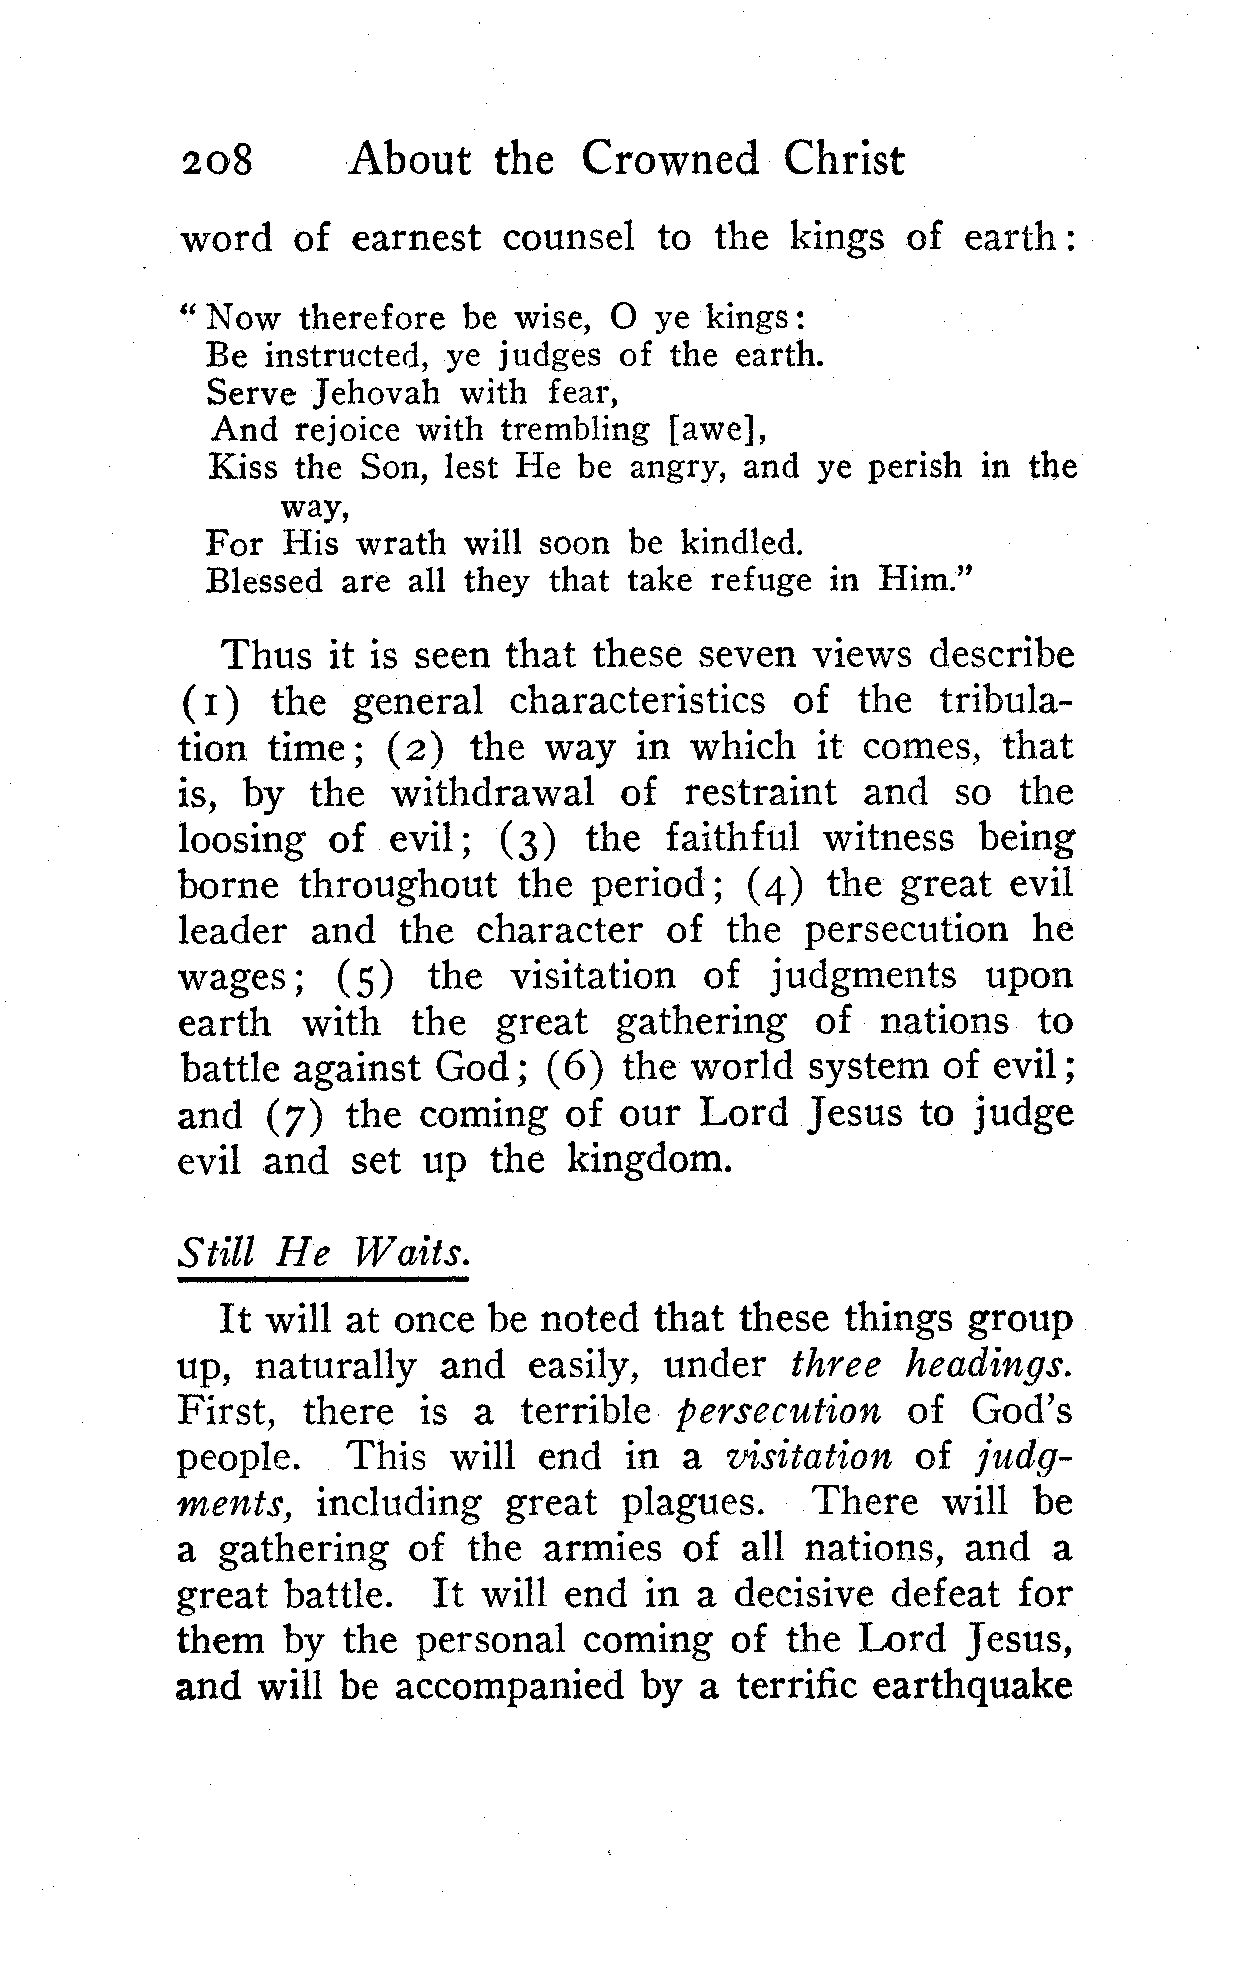 208 About the Crowned Christ
word of earnest counsel to the kings of earth:
“Now therefore be wise, O ye kings:
Be instructed, ye judges of the earth.
Serve Jehovah with fear,
And rejoice with trembling [awe],
Kiss the Son, lest He be angry, and ye perish in the
way,
For His wrath will soon be kindled.
Blessed are all they that take refuge in Him.”
Thus it is seen that these seven views describe
(1) the general characteristics of the tribula-
tion time; (2) the way in which it comes, that
is, by the withdrawal of restraint and so the
loosing of evil; (3) the faithful witness being
borne throughout the period; (4) the great evil
leader and the character of the persecution he
wages; (5) the visitation of judgments upon
earth with the great gathering of nations to
battle against God; (6) the world system of evil;
and (7) the coming of our Lord Jesus to judge
evil and set up the kingdom.
Still He Waits.
It will at once be noted that these things group
up, naturally and easily, under three headings.
First, there is a terrible persecution of God's
people. This will end in a visitation of judg-
ments, including great plagues. There will be
a gathering of the armies of all nations, and a
great battle. It will end in a decisive defeat for
them by the personal coming of the Lord Jesus,
and will be accompanied by a terrific earthquake